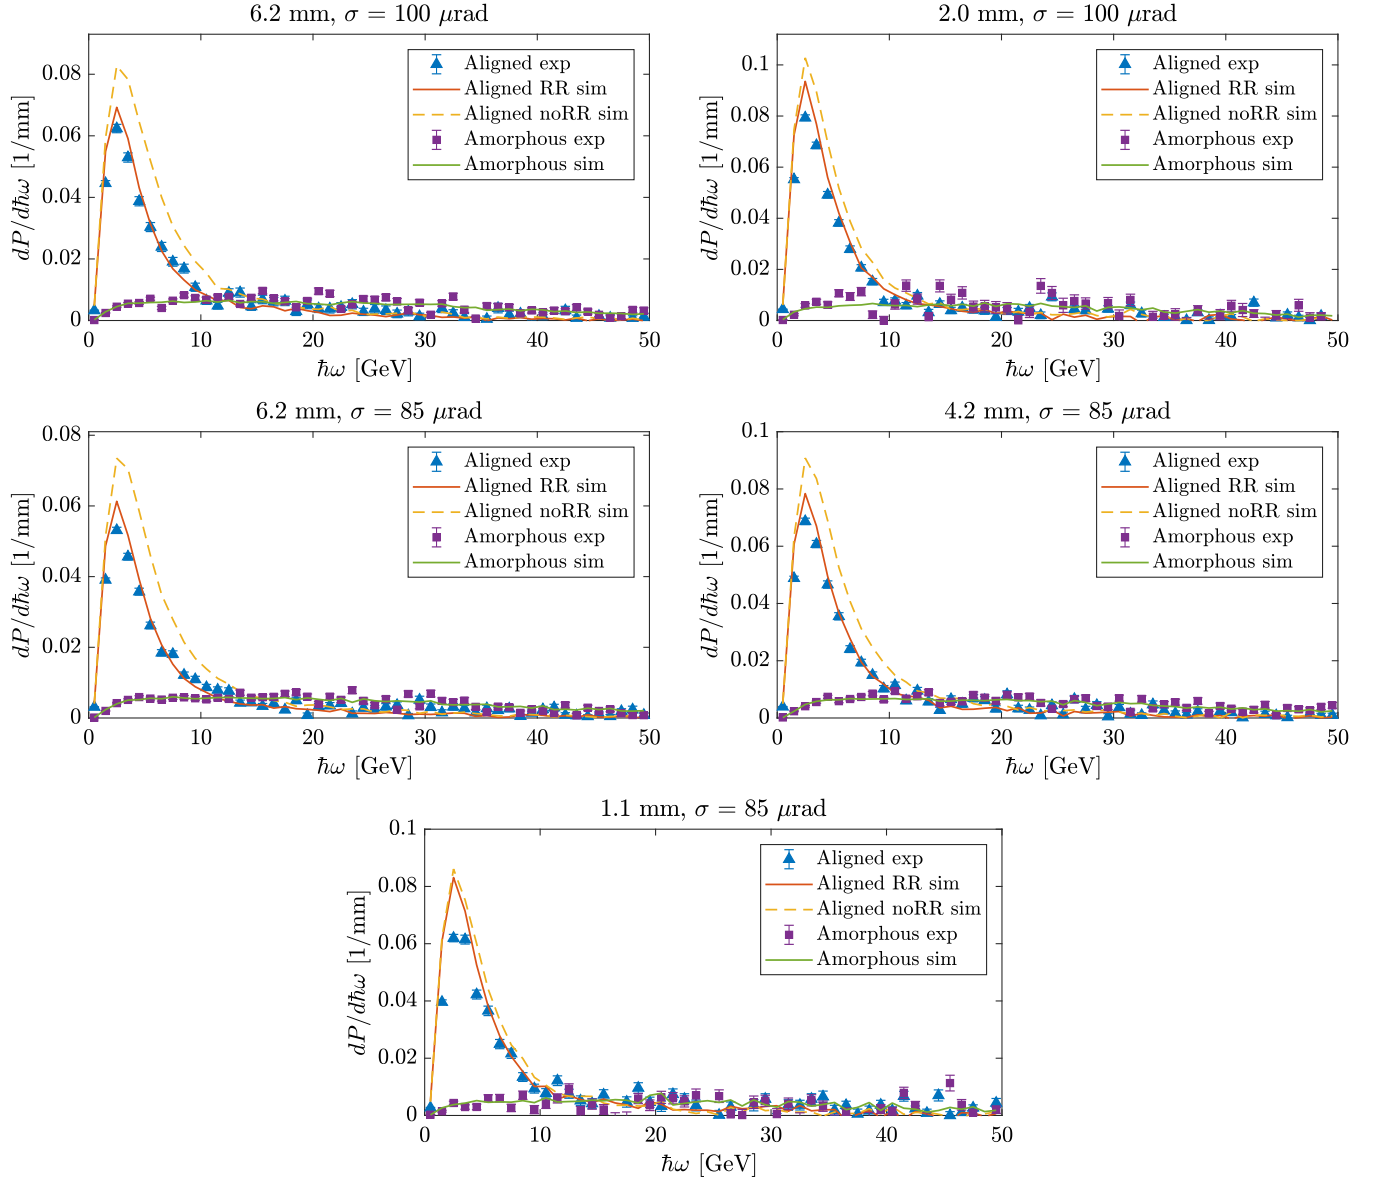 6.2 mm, σ = 100 μrad
dP/dħω [1/mm]
0.08
0.06
0.04
0.02
0
Aligned exp
Aligned RR sim
Aligned noRR sim
Amorphous exp
Amorphous sim
0 10 20 30 40 50
ħω [GeV]
2.0 mm, σ = 100 μrad
dP/dħω [1/mm]
0.1
0.08
0.06
0.04
0.02
0
Aligned exp
Aligned RR sim
Aligned noRR sim
Amorphous exp
Amorphous sim
0 10 20 30 40 50
ħω [GeV]
6.2 mm, σ = 85 μrad
dP/dħω [1/mm]
0.08
0.06
0.04
0.02
0
Aligned exp
Aligned RR sim
Aligned noRR sim
Amorphous exp
Amorphous sim
0 10 20 30 40 50
ħω [GeV]
4.2 mm, σ = 85 μrad
dP/dħω [1/mm]
0.1
0.08
0.06
0.04
0.02
0
Aligned exp
Aligned RR sim
Aligned noRR sim
Amorphous exp
Amorphous sim
0 10 20 30 40 50
ħω [GeV]
1.1 mm, σ = 85 μrad
dP/dħω [1/mm]
0.1
0.08
0.06
0.04
0.02
0
Aligned exp
Aligned RR sim
Aligned noRR sim
Amorphous exp
Amorphous sim
0 10 20 30 40 50
ħω [GeV]